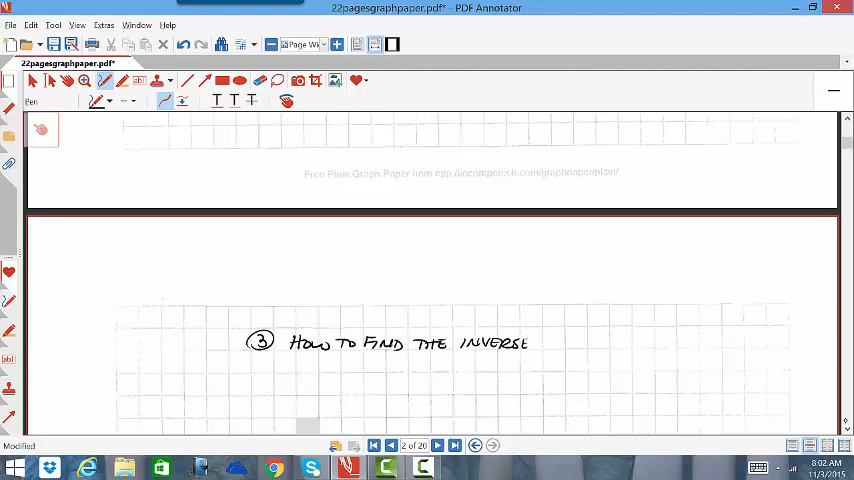 22pagesgraphpaper.pdf* - PDF Annotator
File Edit Tool View Extras Window Help
Page Wi
22pagesgraphpaper.pdf*
Pen
Free Plain Graph Paper from http://incompetech.com/graphpaper/plain/
3 HOW TO FIND THE INVERSE
2 of 20
Modified
8:02 AM
11/3/2015